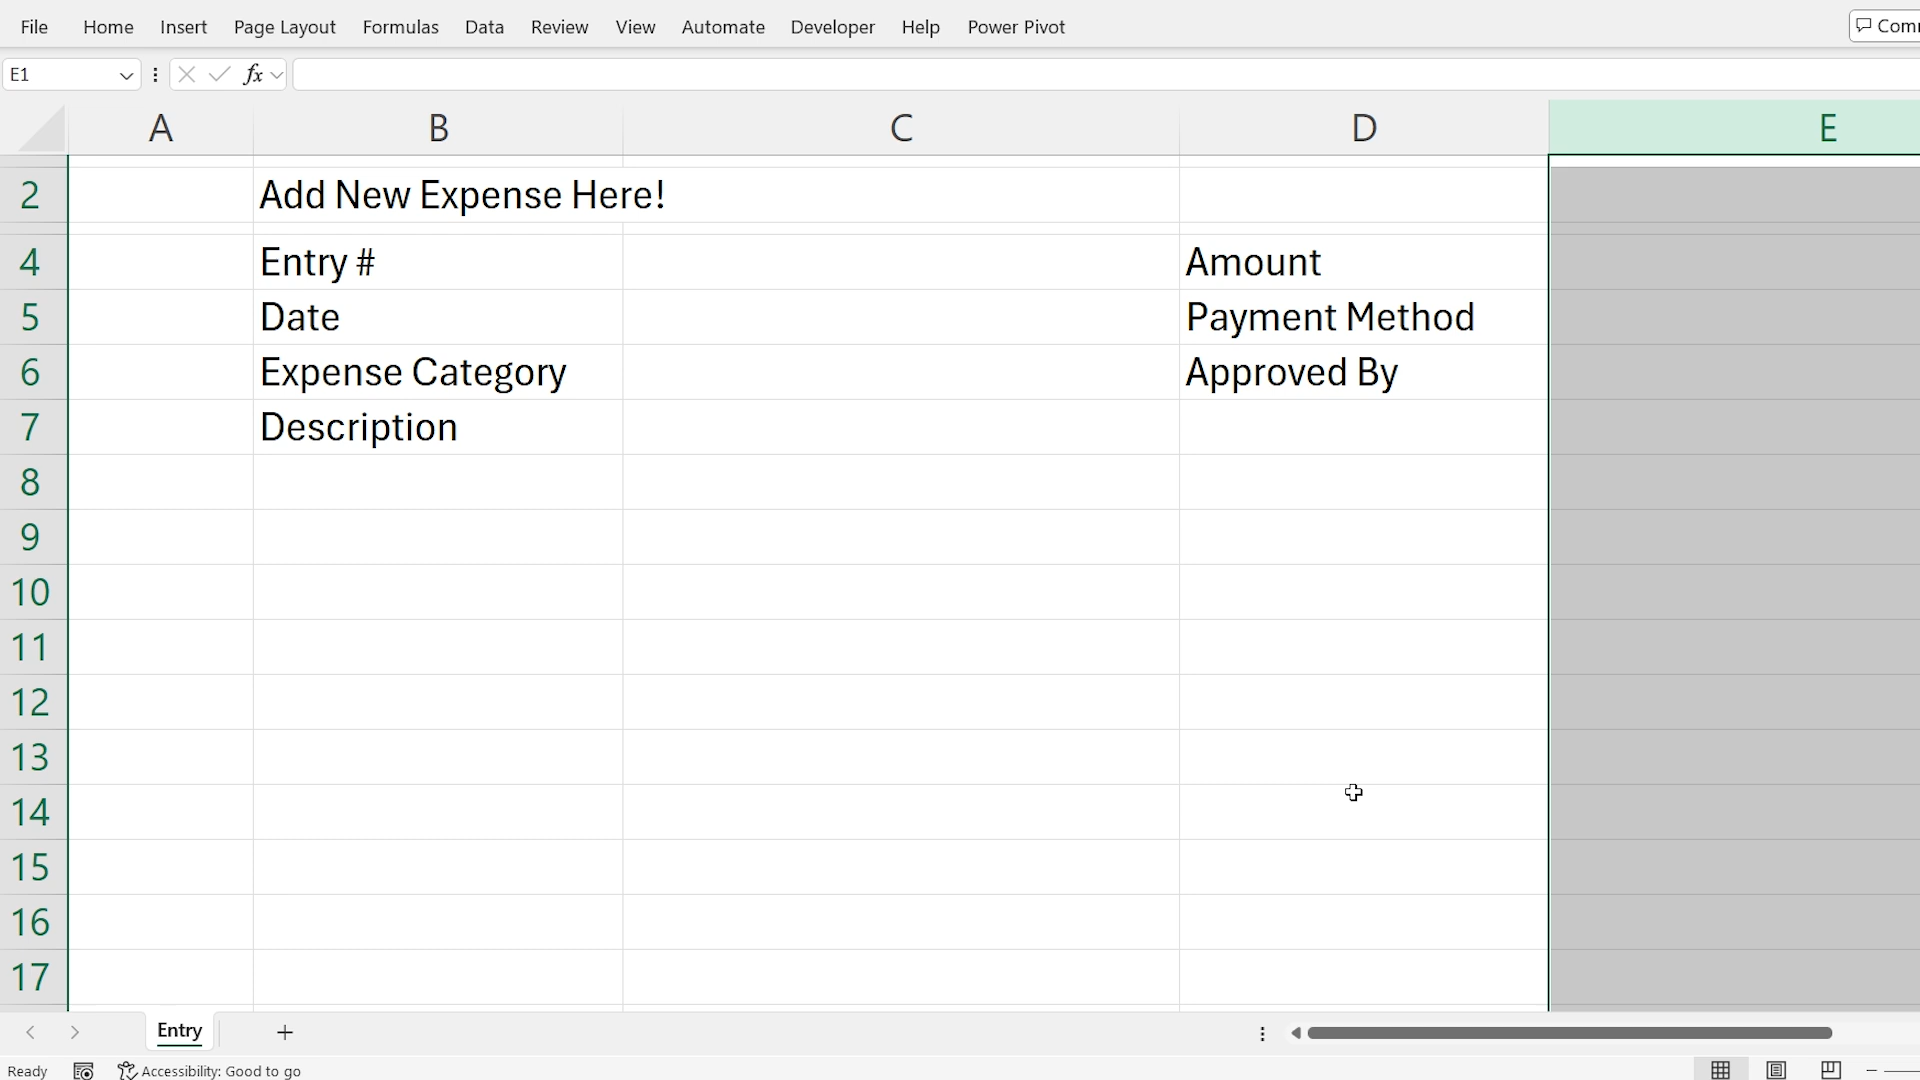 File Home Insert Page Layout Formulas Data Review View Automate Developer Help Power Pivot Comm
E1 fx
A B C D E
2 Add New Expense Here!
4 Entry # Amount
5 Date Payment Method
6 Expense Category Approved By
7 Description
8
9
10
11
12
13
14
15
16
17
Entry
Ready Accessibility: Good to go